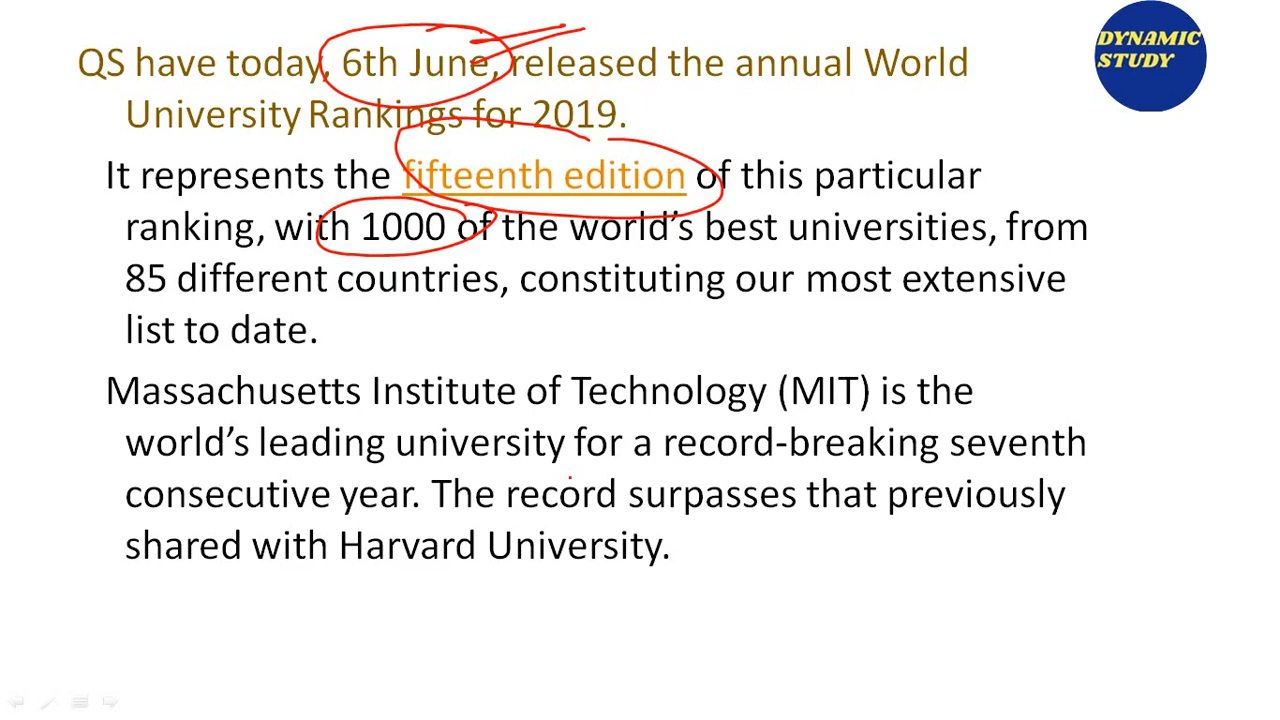 QS have today, 6th June, released the annual World
University Rankings for 2019.
It represents the fifteenth edition of this particular
ranking, with 1000 of the world's best universities, from
85 different countries, constituting our most extensive
list to date.
Massachusetts Institute of Technology (MIT) is the
world's leading university for a record-breaking seventh
consecutive year. The record surpasses that previously
shared with Harvard University.
DYNAMIC
STUDY